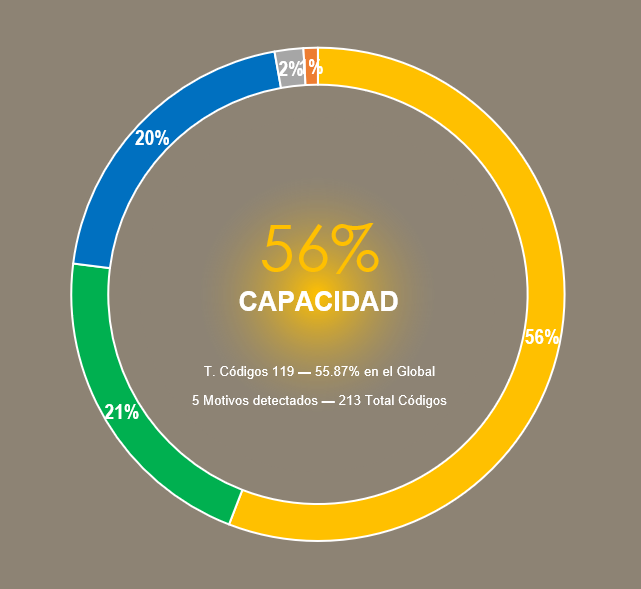 2%
1%
20%
56%
CAPACIDAD
56%
T. Códigos 119 — 55.87% en el Global
5 Motivos detectados — 213 Total Códigos
21%